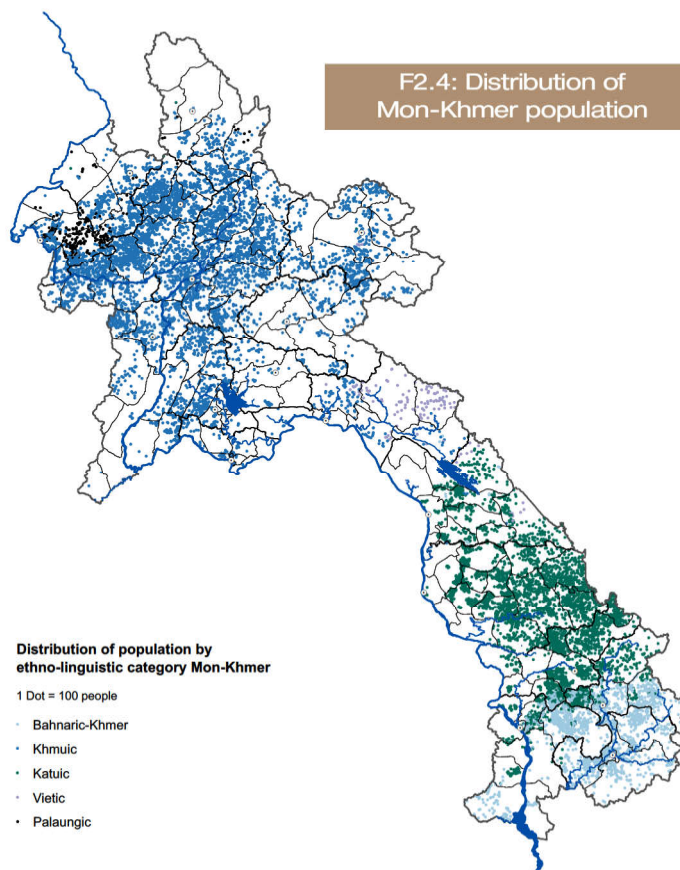 F2.4: Distribution of
Mon-Khmer population
Distribution of population by
ethno-linguistic category Mon-Khmer
1 Dot = 100 people
Bahnaric-Khmer
Khmuic
Katuic
Vietic
Palaungic